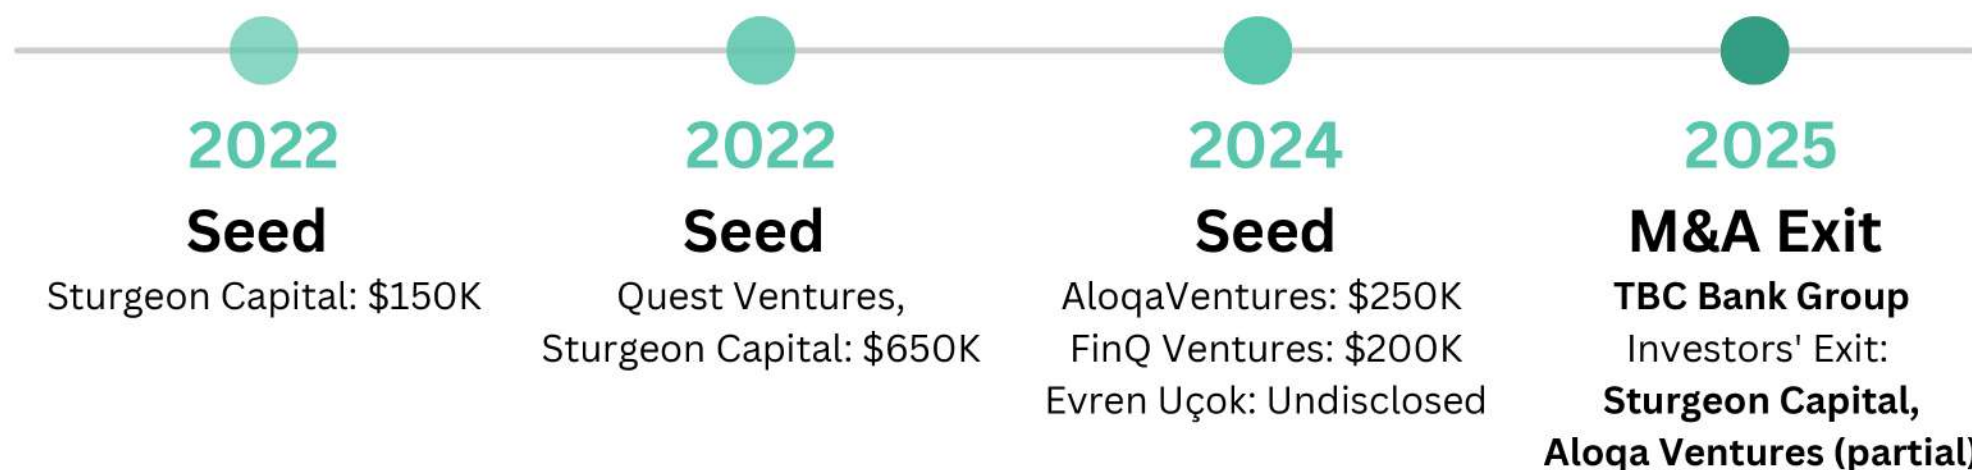 2022
Seed
Sturgeon Capital: $150K
2022
Seed
Quest Ventures,
Sturgeon Capital: $650K
2024
Seed
AloqaVentures: $250K
FinQ Ventures: $200K
Evren Uçok: Undisclosed
2025
M&A Exit
TBC Bank Group
Investors' Exit:
Sturgeon Capital,
Aloqa Ventures (partial)